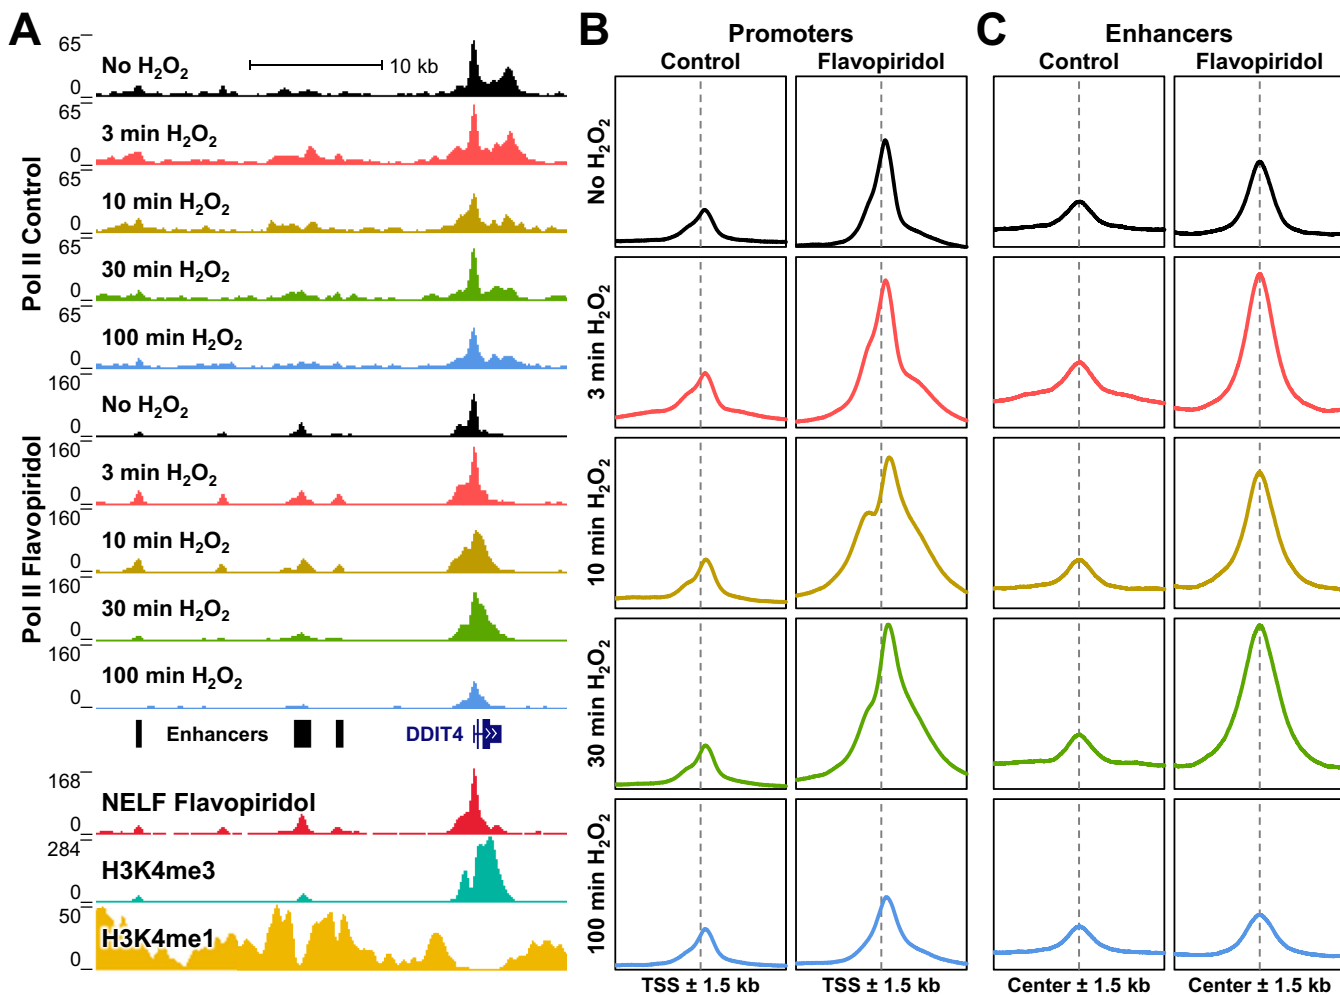 A
Pol II Control
65
0
No H₂O₂
10 kb
65
0
3 min H₂O₂
65
0
10 min H₂O₂
65
0
30 min H₂O₂
65
0
100 min H₂O₂
Pol II Flavopiridol
160
0
No H₂O₂
160
0
3 min H₂O₂
160
0
10 min H₂O₂
160
0
30 min H₂O₂
160
0
100 min H₂O₂
Enhancers
DDIT4
168
0
NELF Flavopiridol
284
0
H3K4me3
50
0
H3K4me1
B
Promoters
Control Flavopiridol
No H₂O₂
3 min H₂O₂
10 min H₂O₂
30 min H₂O₂
100 min H₂O₂
TSS ± 1.5 kb TSS ± 1.5 kb
C
Enhancers
Control Flavopiridol
Center ± 1.5 kb Center ± 1.5 kb